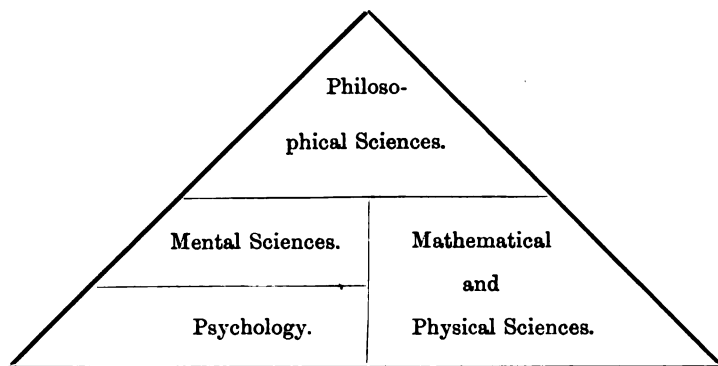 Philoso-
phical Sciences.
Mental Sciences.
Psychology.
Mathematical
and
Physical Sciences.